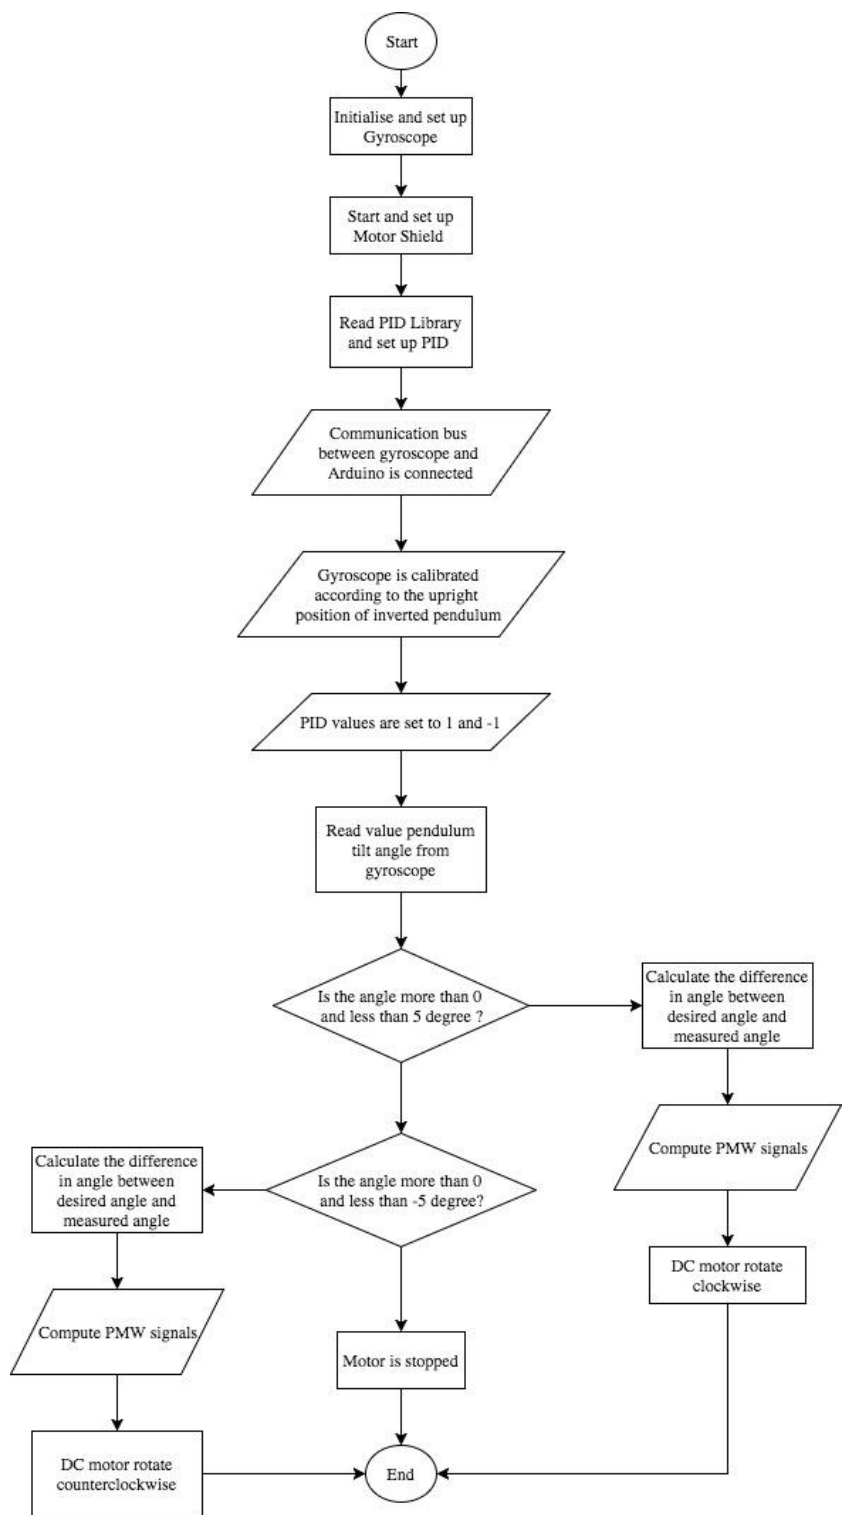 Start
Initialise and set up
Gyroscope
Start and set up
Motor Shield
Read PID Library
and set up PID
Communication bus
between gyroscope and
Arduino is connected
Gyroscope is calibrated
according to the upright
position of inverted pendulum
PID values are set to 1 and -1
Read value pendulum
tilt angle from
gyroscope
Is the angle more than 0
and less than 5 degree ?
Calculate the difference
in angle between
desired angle and
measured angle
Compute PMW signals
DC motor rotate
clockwise
Is the angle more than 0
and less than -5 degree?
Calculate the difference
in angle between
desired angle and
measured angle
Compute PMW signals
DC motor rotate
counterclockwise
Motor is stopped
End